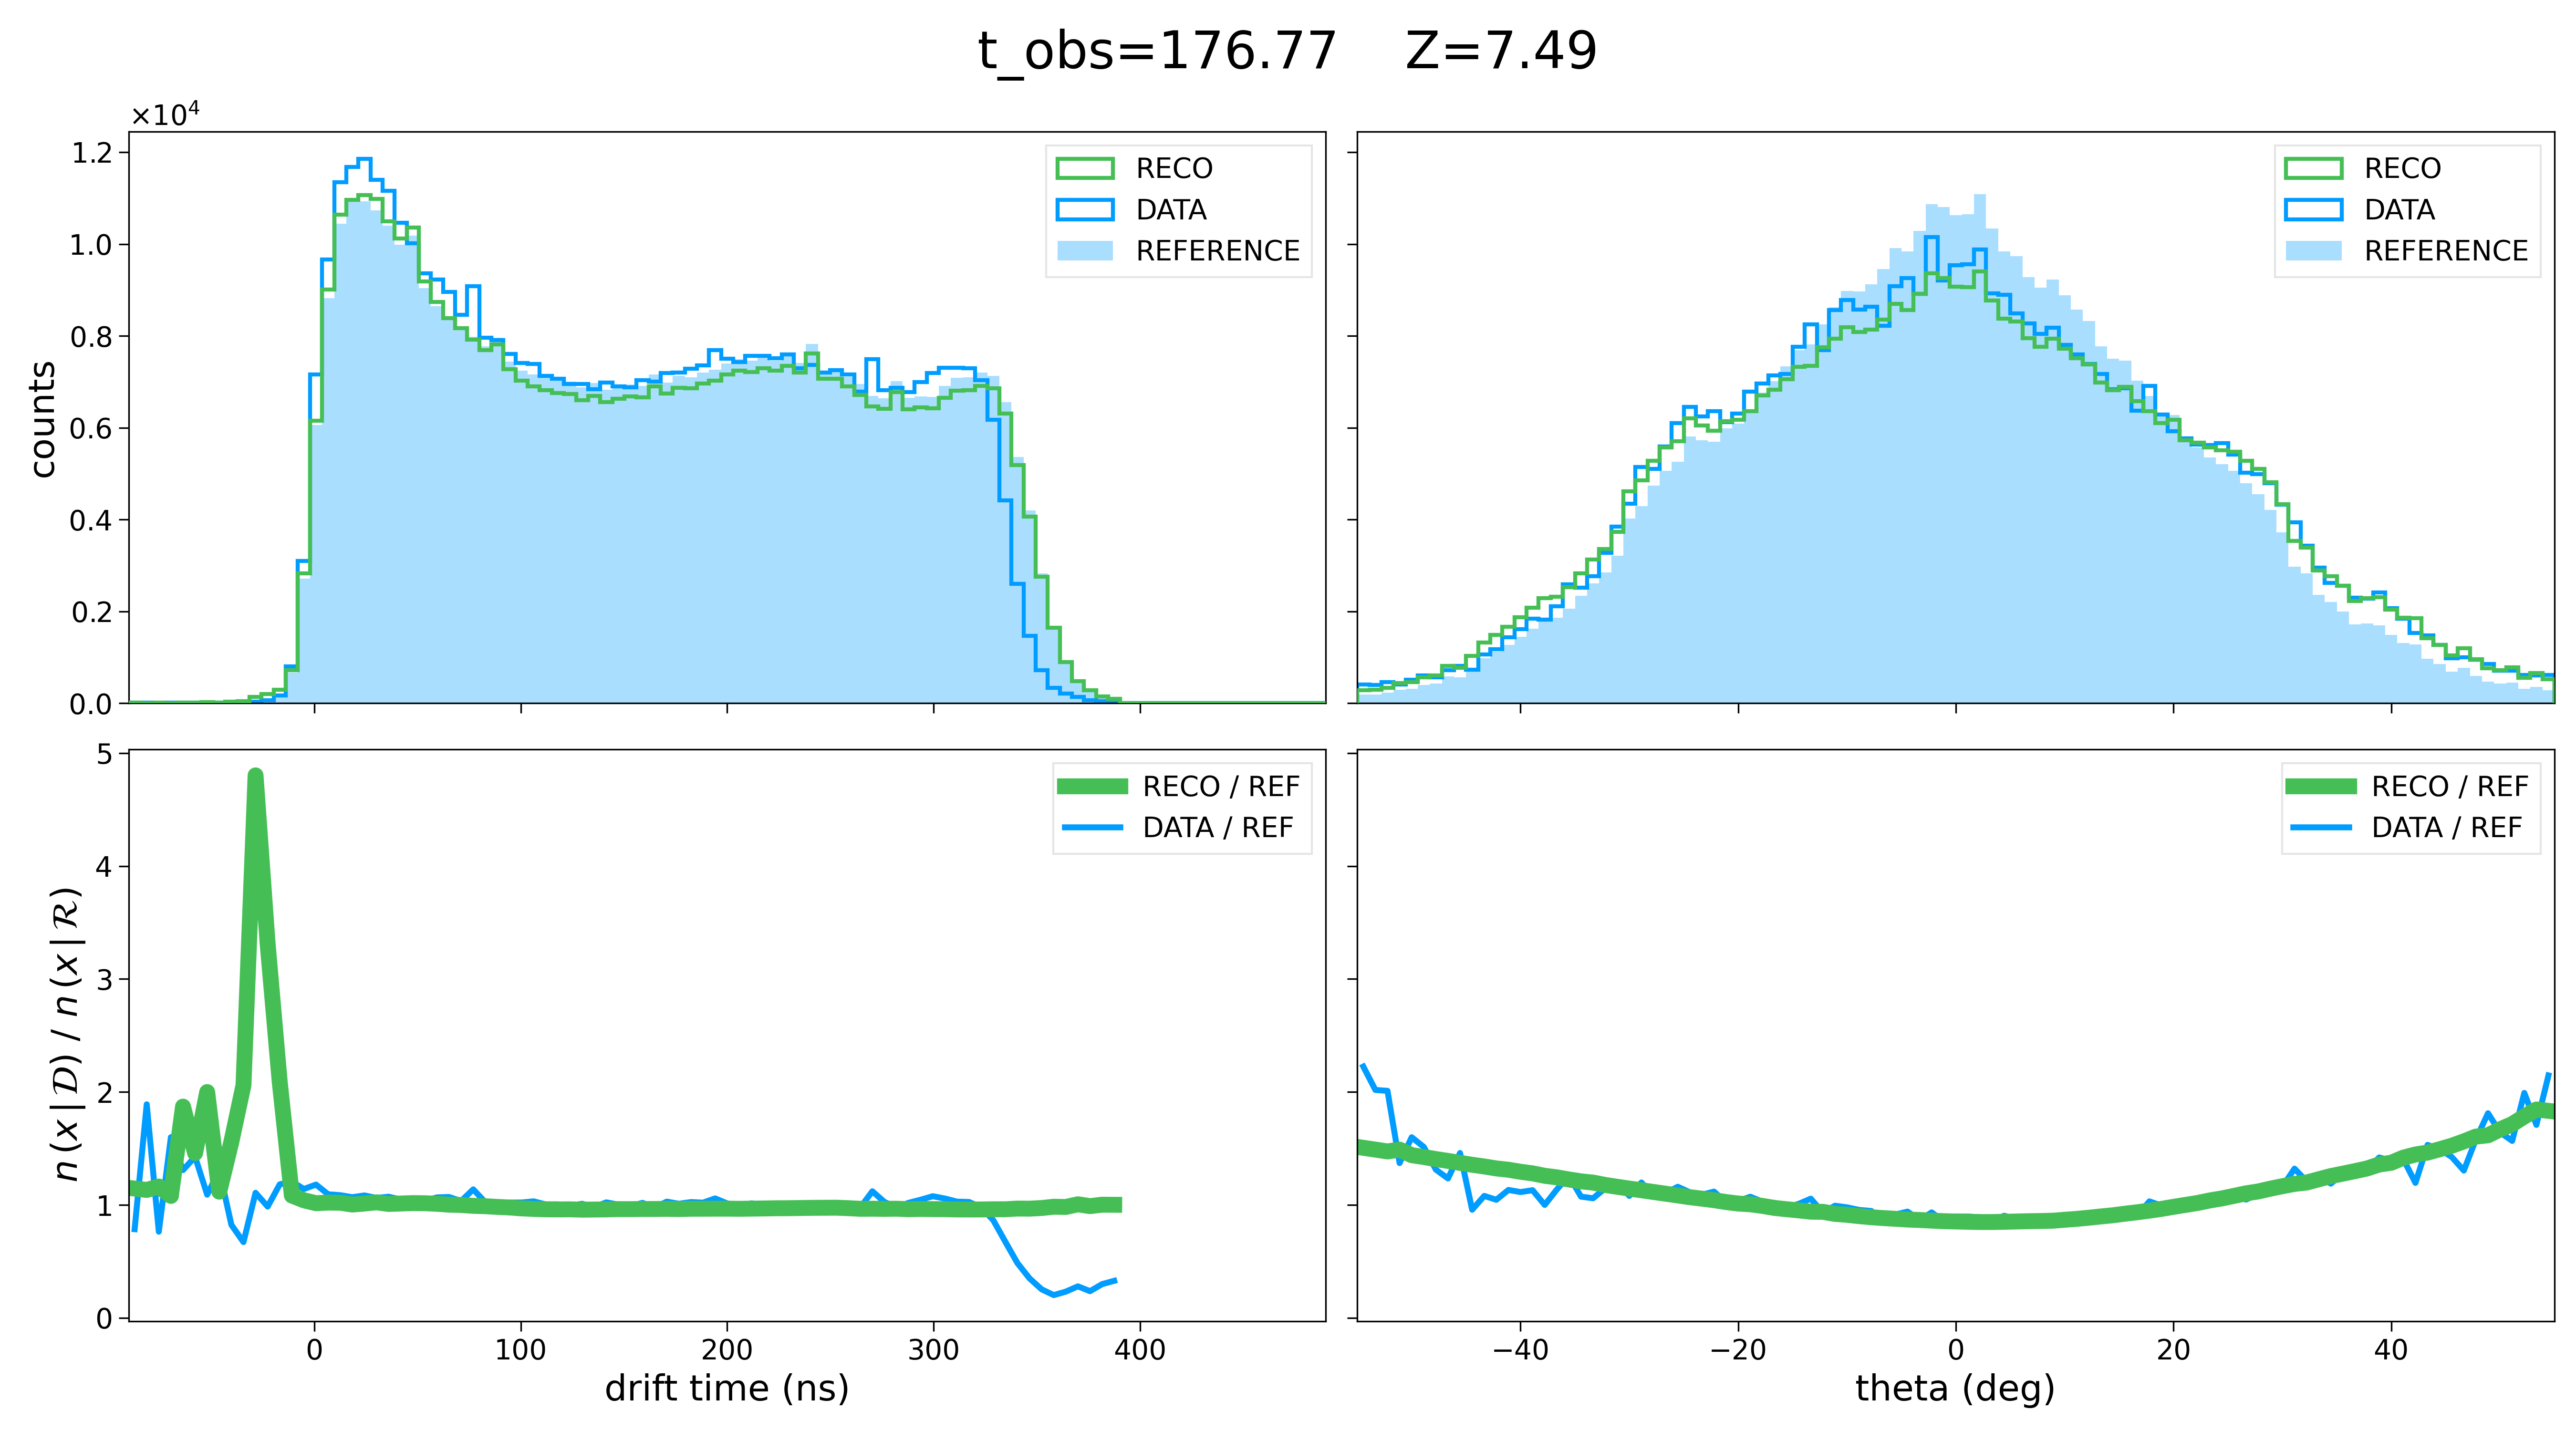 t_obs=176.77    Z=7.49
×10⁴
1.2
1.0
0.8
0.6
0.4
0.2
0.0
counts
RECO
DATA
REFERENCE
RECO
DATA
REFERENCE
5
4
3
2
1
0
n(x|𝒟) / n(x|ℛ)
RECO / REF
DATA / REF
0 100 200 300 400
drift time (ns)
RECO / REF
DATA / REF
−40 −20 0 20 40
theta (deg)